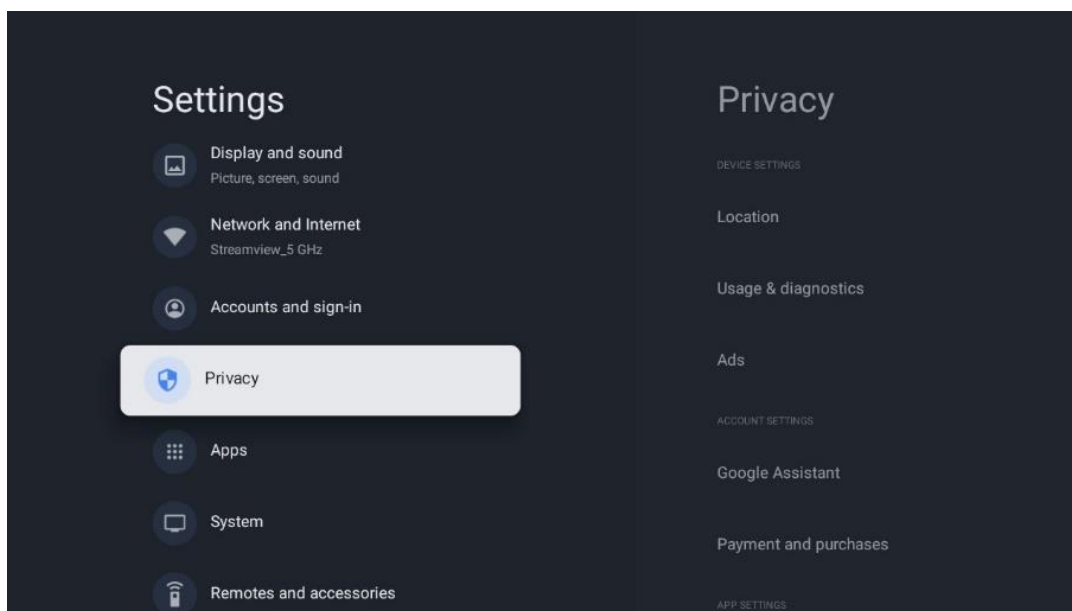 Settings
Display and sound
Picture, screen, sound
Network and Internet
Streamview_5 GHz
Accounts and sign-in
Privacy
Apps
System
Remotes and accessories
Privacy
DEVICE SETTINGS
Location
Usage & diagnostics
Ads
ACCOUNT SETTINGS
Google Assistant
Payment and purchases
APP SETTINGS